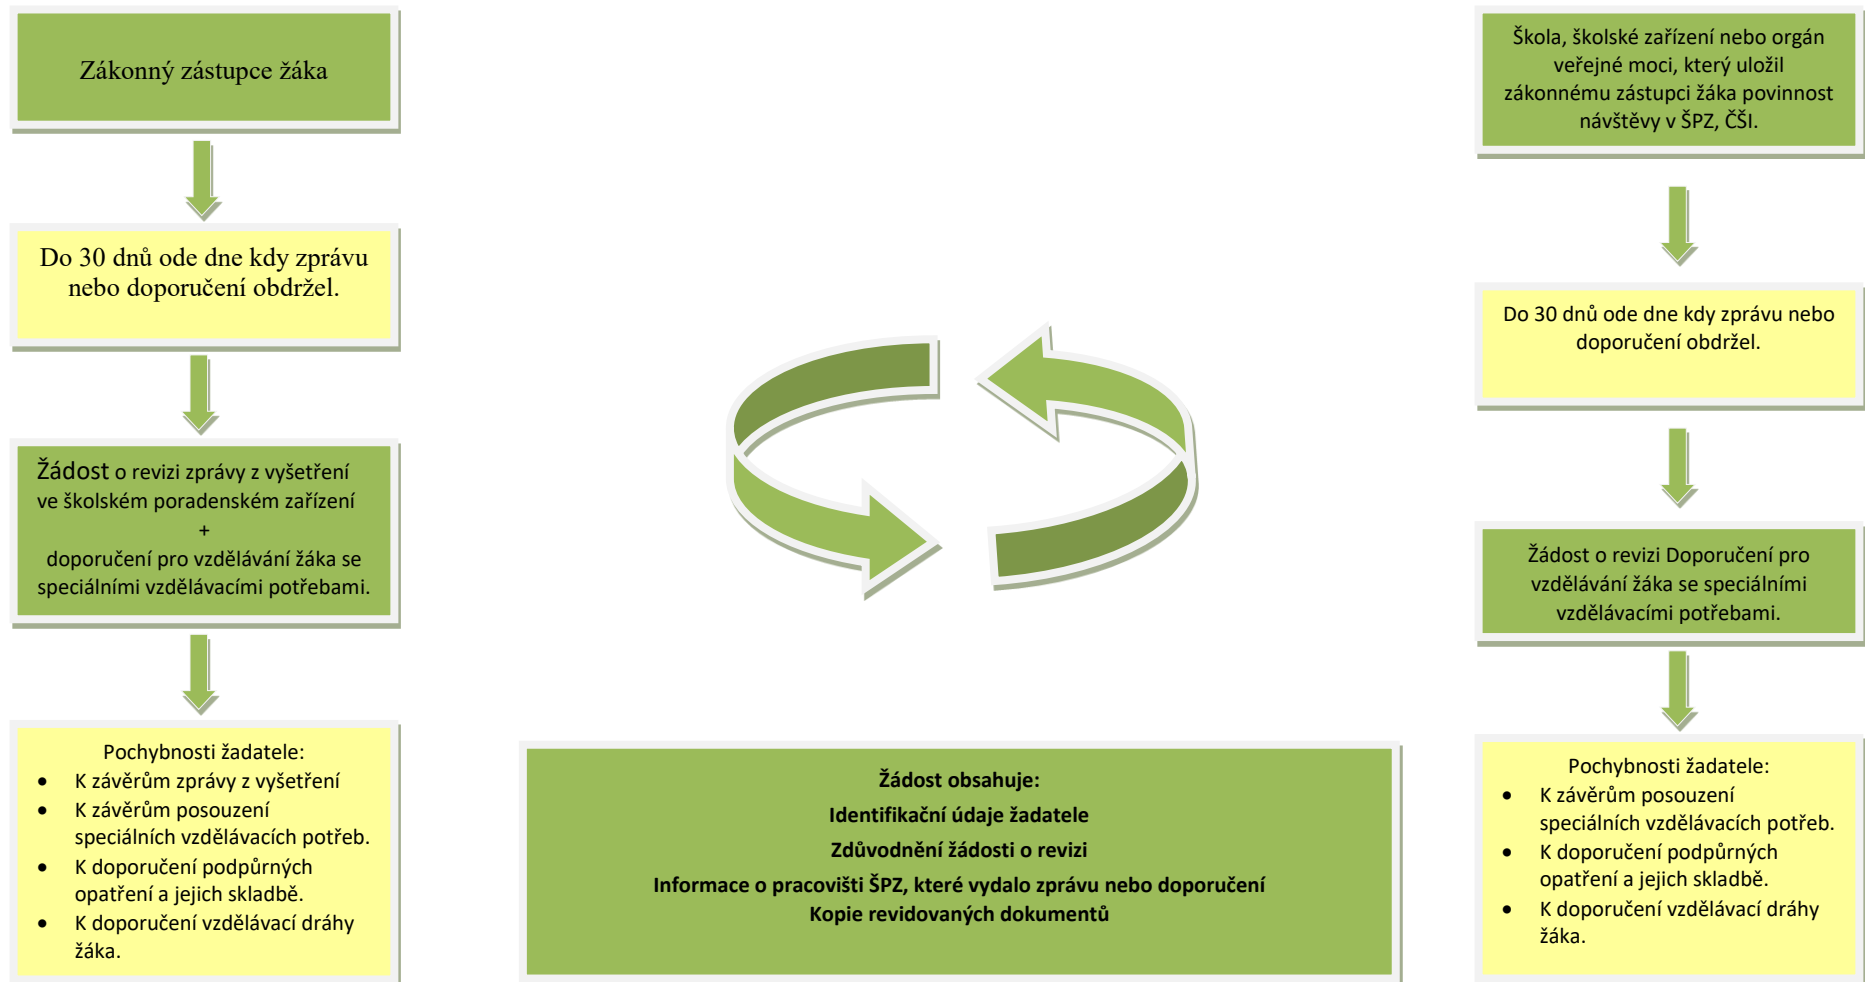 Zákonný zástupce žáka
Do 30 dnů ode dne kdy zprávu
nebo doporučení obdržel.
Žádost o revizi zprávy z vyšetření
ve školském poradenském zařízení
+
doporučení pro vzdělávání žáka se
speciálními vzdělávacími potřebami.
Pochybnosti žadatele:
• K závěrům zprávy z vyšetření
• K závěrům posouzení
speciálních vzdělávacích potřeb.
• K doporučení podpůrných
opatření a jejich skladbě.
• K doporučení vzdělávací dráhy
žáka.
Žádost obsahuje:
Identifikační údaje žadatele
Zdůvodnění žádosti o revizi
Informace o pracovišti ŠPZ, které vydalo zprávu nebo doporučení
Kopie revidovaných dokumentů
Škola, školské zařízení nebo orgán
veřejné moci, který uložil
zákonnému zástupci žáka povinnost
návštěvy v ŠPZ, ČŠI.
Do 30 dnů ode dne kdy zprávu nebo
doporučení obdržel.
Žádost o revizi Doporučení pro
vzdělávání žáka se speciálními
vzdělávacími potřebami.
Pochybnosti žadatele:
• K závěrům posouzení
speciálních vzdělávacích potřeb.
• K doporučení podpůrných
opatření a jejich skladbě.
• K doporučení vzdělávací dráhy
žáka.